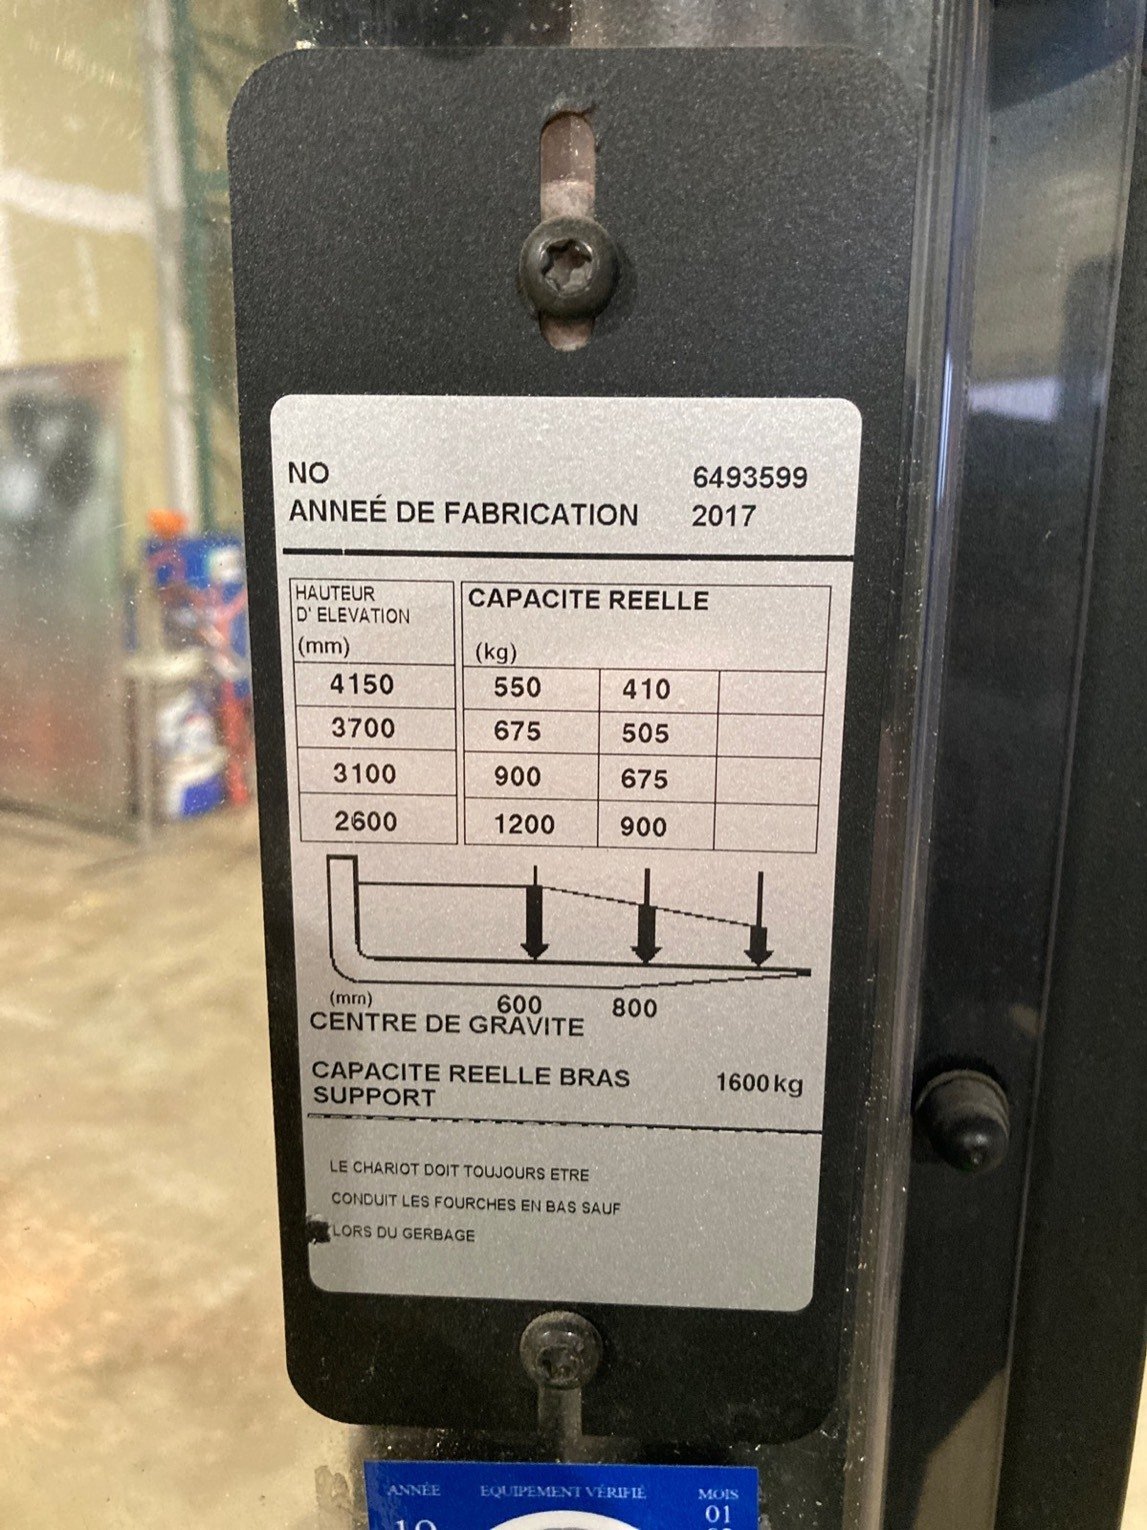 NO 6493599
ANNEÉ DE FABRICATION 2017
HAUTEUR
D' ELEVATION
(mm)
CAPACITE REELLE
(kg)
4150 550 410
3700 675 505
3100 900 675
2600 1200 900
(mm) 600 800
CENTRE DE GRAVITE
CAPACITE REELLE BRAS
SUPPORT
1600 kg
LE CHARIOT DOIT TOUJOURS ETRE
CONDUIT LES FOURCHES EN BAS SAUF
LORS DU GERBAGE
ANNÉE EQUIPEMENT VÉRIFIÉ MOIS
01